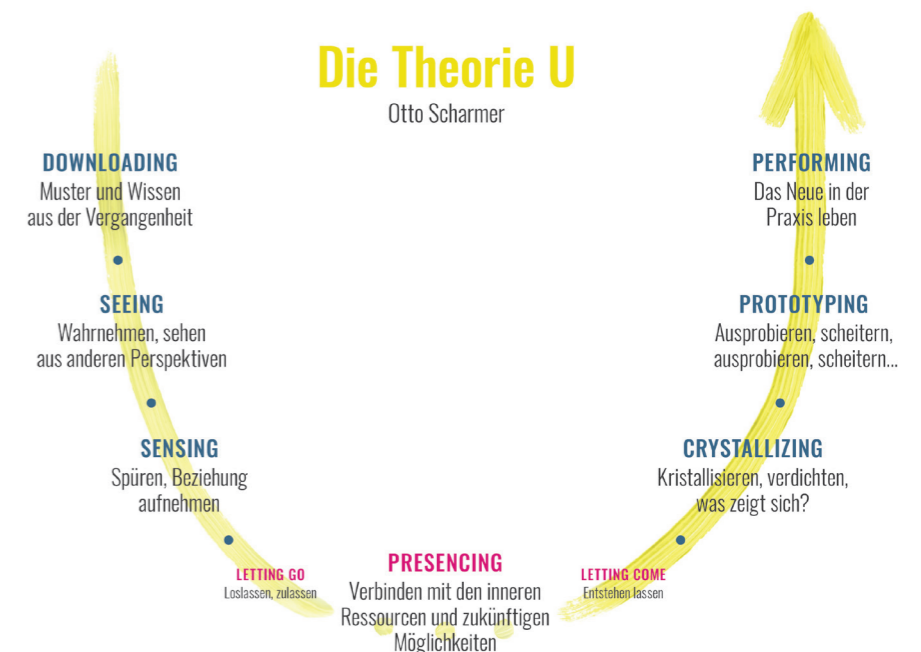 Die Theorie U
Otto Scharmer
DOWNLOADING
Muster und Wissen
aus der Vergangenheit
SEEING
Wahrnehmen, sehen
aus anderen Perspektiven
SENSING
Spüren, Beziehung
aufnehmen
LETTING GO
Loslassen, zulassen
PRESENCING
Verbinden mit den inneren
Ressourcen und zukünftigen
Möglichkeiten
LETTING COME
Entstehen lassen
CRYSTALLIZING
Kristallisieren, verdichten,
was zeigt sich?
PROTOTYPING
Ausprobieren, scheitern,
ausprobieren, scheitern...
PERFORMING
Das Neue in der
Praxis leben